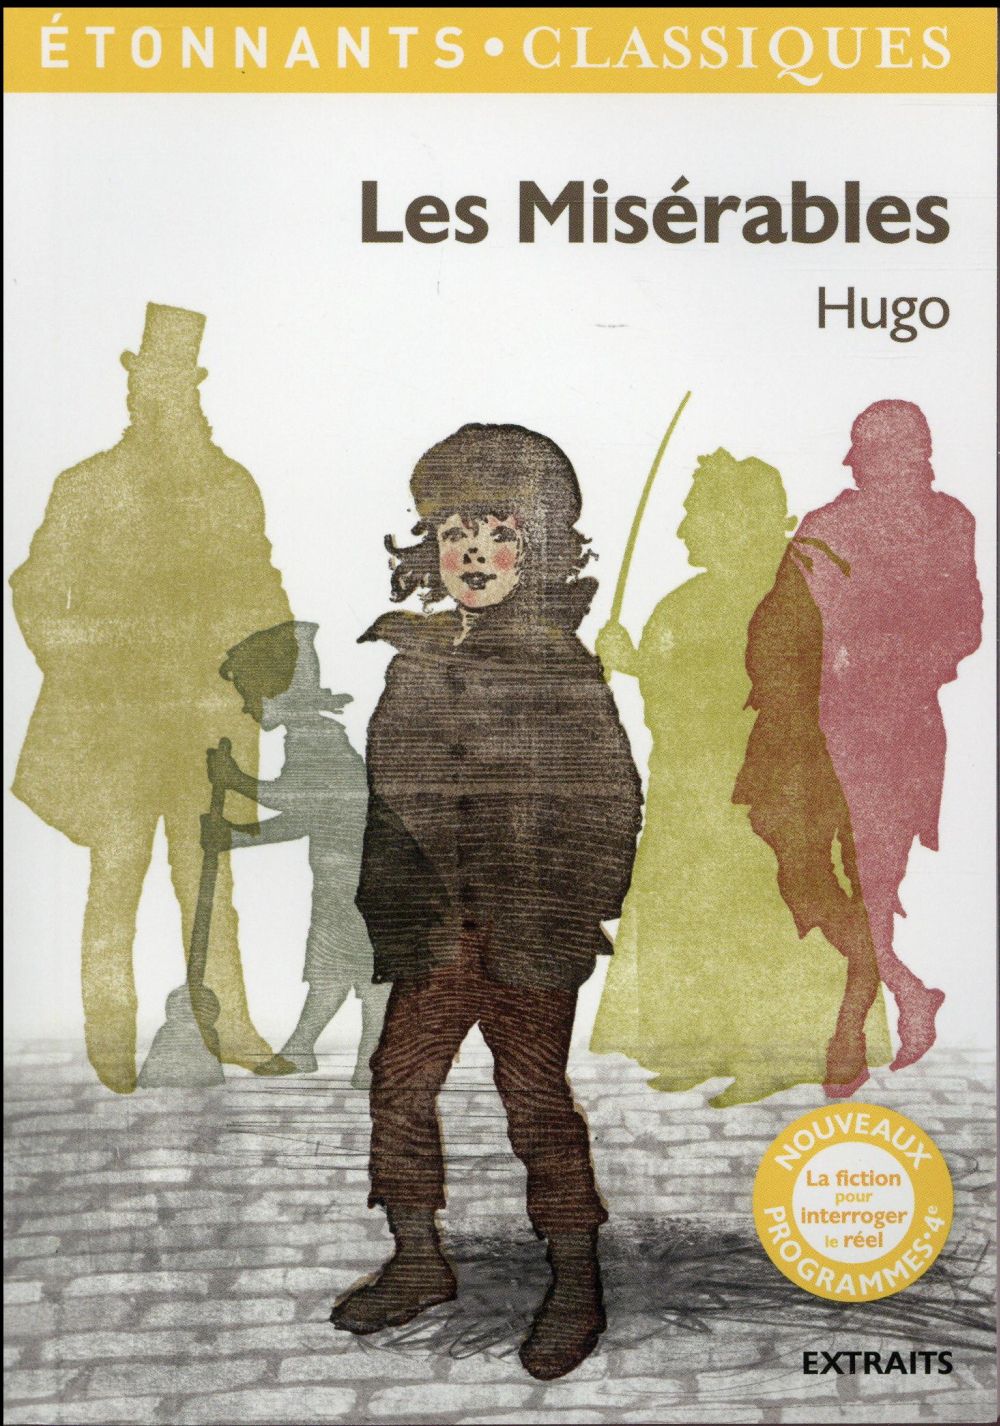 ÉTONNANTS • CLASSIQUES
Les Misérables
Hugo
NOUVEAUX
La fiction
pour
interroger
le réel
PROGRAMMES • 4e
EXTRAITS